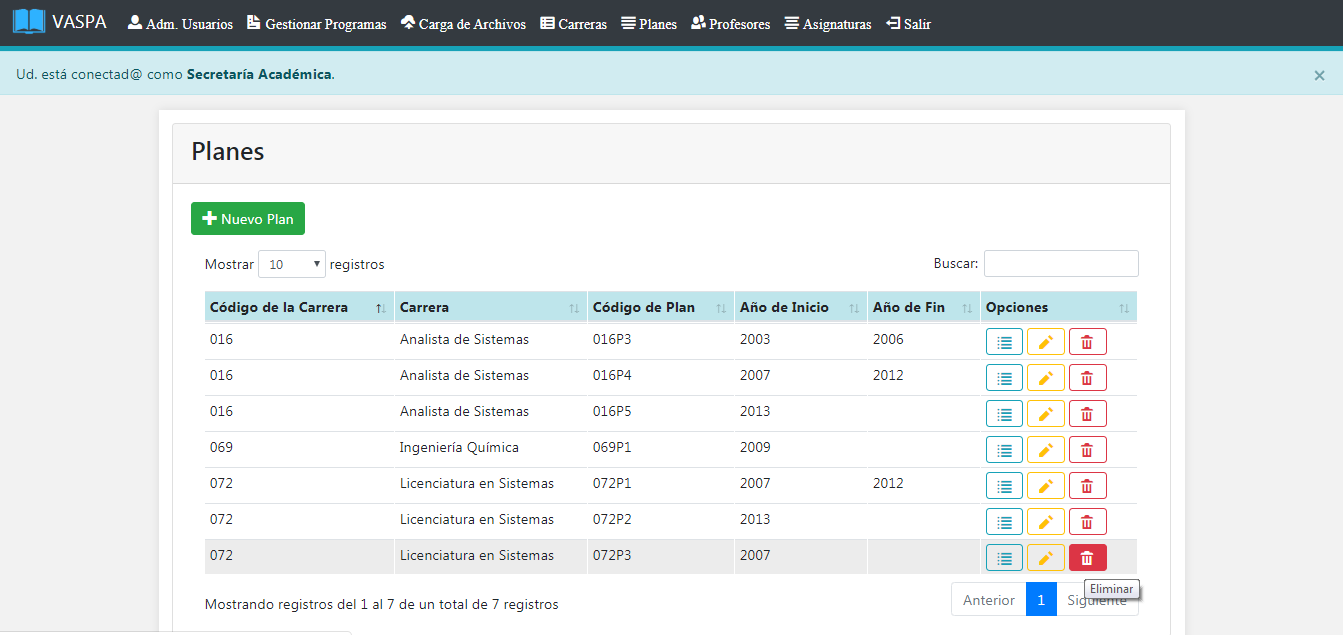 VASPA Adm. Usuarios Gestionar Programas Carga de Archivos Carreras Planes Profesores Asignaturas Salir
Ud. está conectad@ como Secretaría Académica. ×
Planes
Nuevo Plan
Mostrar 10 registros Buscar:
Código de la Carrera Carrera Código de Plan Año de Inicio Año de Fin Opciones
016 Analista de Sistemas 016P3 2003 2006
016 Analista de Sistemas 016P4 2007 2012
016 Analista de Sistemas 016P5 2013
069 Ingeniería Química 069P1 2009
072 Licenciatura en Sistemas 072P1 2007 2012
072 Licenciatura en Sistemas 072P2 2013
072 Licenciatura en Sistemas 072P3 2007
Eliminar
Mostrando registros del 1 al 7 de un total de 7 registros Anterior 1 Siguiente